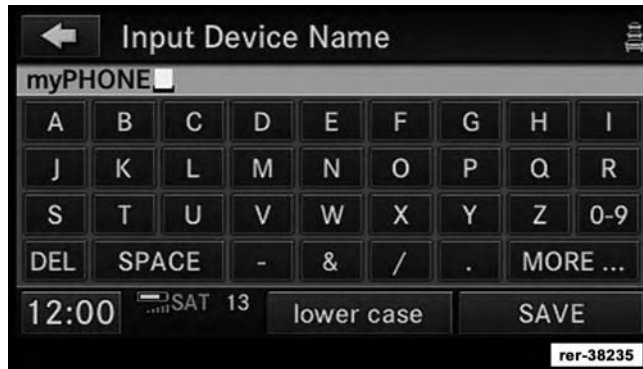 Input Device Name
myPHONE
A B C D E F G H I
J K L M N O P Q R
S T U V W X Y Z 0-9
DEL SPACE - & / . MORE ...
12:00 SAT 13 lower case SAVE
rer-38235